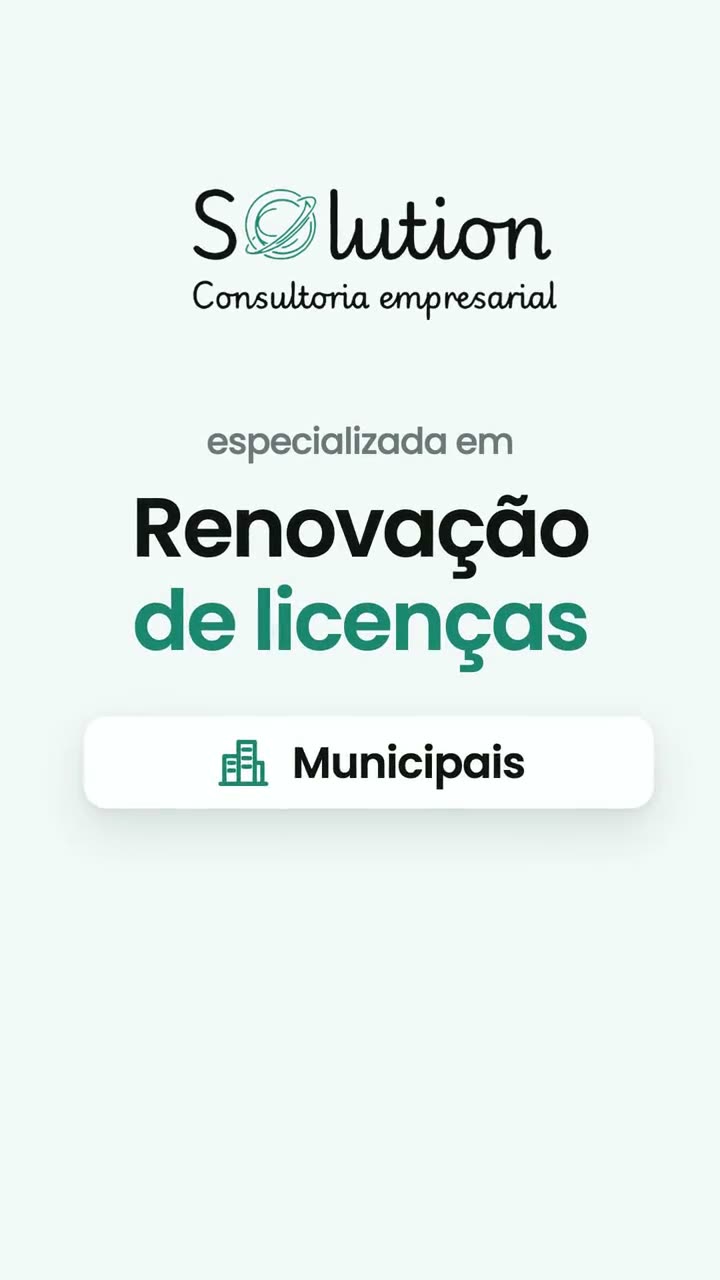 Solution
Consultoria empresarial
especializada em
Renovação
de licenças
Municipais